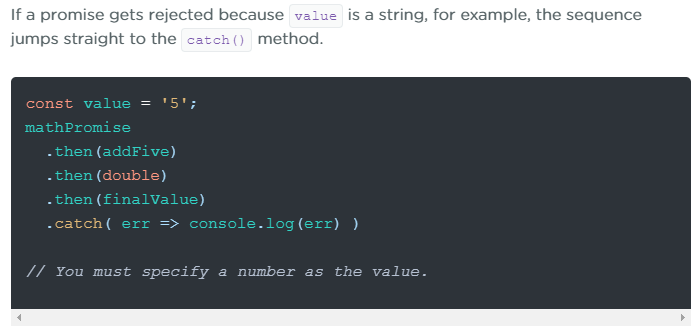 If a promise gets rejected because value is a string, for example, the sequence
jumps straight to the catch() method.
const value = '5';
mathPromise
  .then(addFive)
  .then(double)
  .then(finalValue)
  .catch( err => console.log(err) )
// You must specify a number as the value.